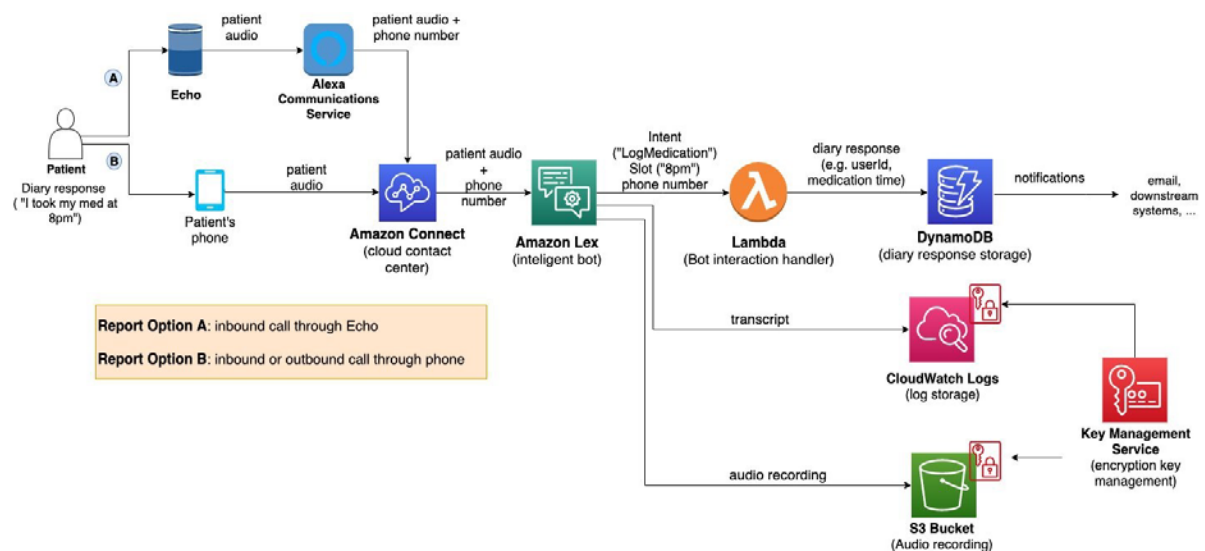 patient
audio
patient audio +
phone number
A
Echo
Alexa
Communications
Service
B
Patient
Diary response
( "I took my med at
8pm")
Patient's
phone
patient
audio
Amazon Connect
(cloud contact
center)
patient audio
+
phone
number
Amazon Lex
(inteligent bot)
Intent
("LogMedication")
Slot ("8pm")
phone number
Lambda
(Bot interaction handler)
diary response
(e.g. userId,
medication time)
DynamoDB
(diary response storage)
notifications
email,
downstream
systems, ...
Report Option A: inbound call through Echo
Report Option B: inbound or outbound call through phone
transcript
CloudWatch Logs
(log storage)
Key Management
Service
(encryption key
management)
audio recording
S3 Bucket
(Audio recording)